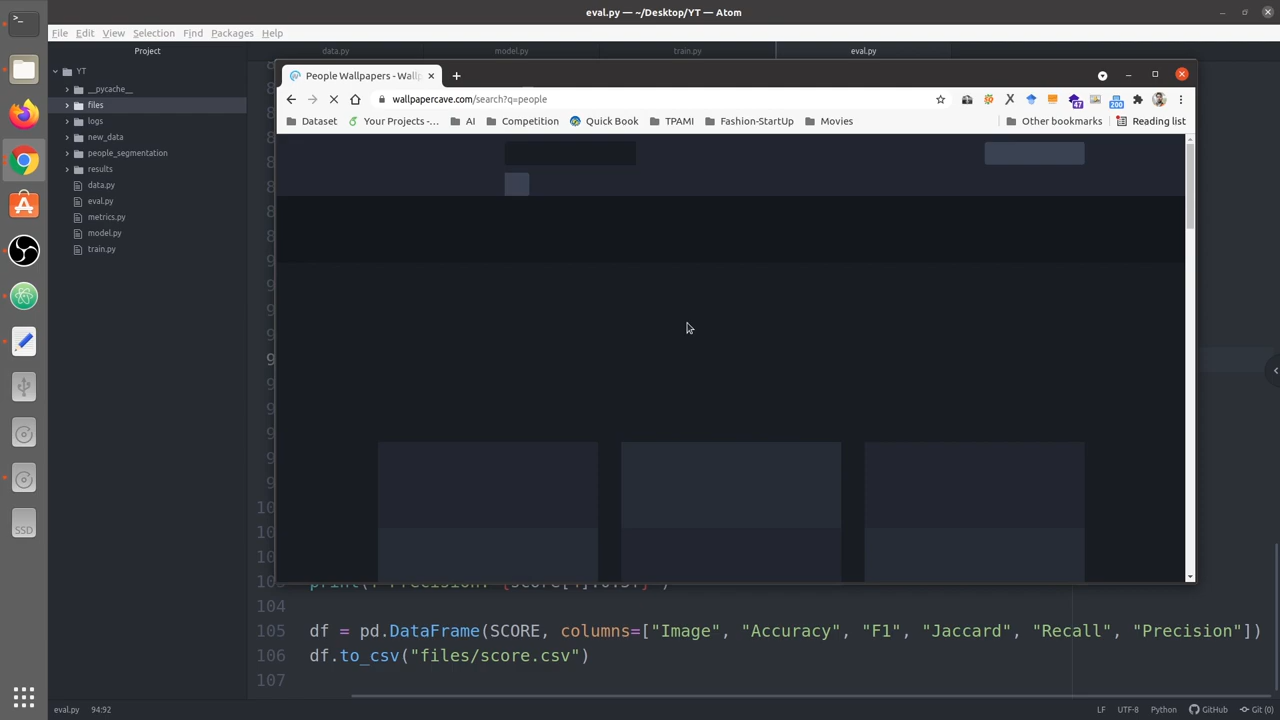 eval.py — ~/Desktop/YT — Atom
File Edit View Selection Find Packages Help
Project
data.py model.py train.py eval.py
YT
__pycache__
files
logs
new_data
people_segmentation
results
data.py
eval.py
metrics.py
model.py
train.py
People Wallpapers - Wall
wallpapercave.com/search?q=people
47
200
Dataset Your Projects -... AI Competition Quick Book TPAMI Fashion-StartUp Movies Other bookmarks Reading list
104
105 df = pd.DataFrame(SCORE, columns=["Image", "Accuracy", "F1", "Jaccard", "Recall", "Precision"])
106 df.to_csv("files/score.csv")
107
SSD
eval.py 94:92 LF UTF-8 Python GitHub Git (0)